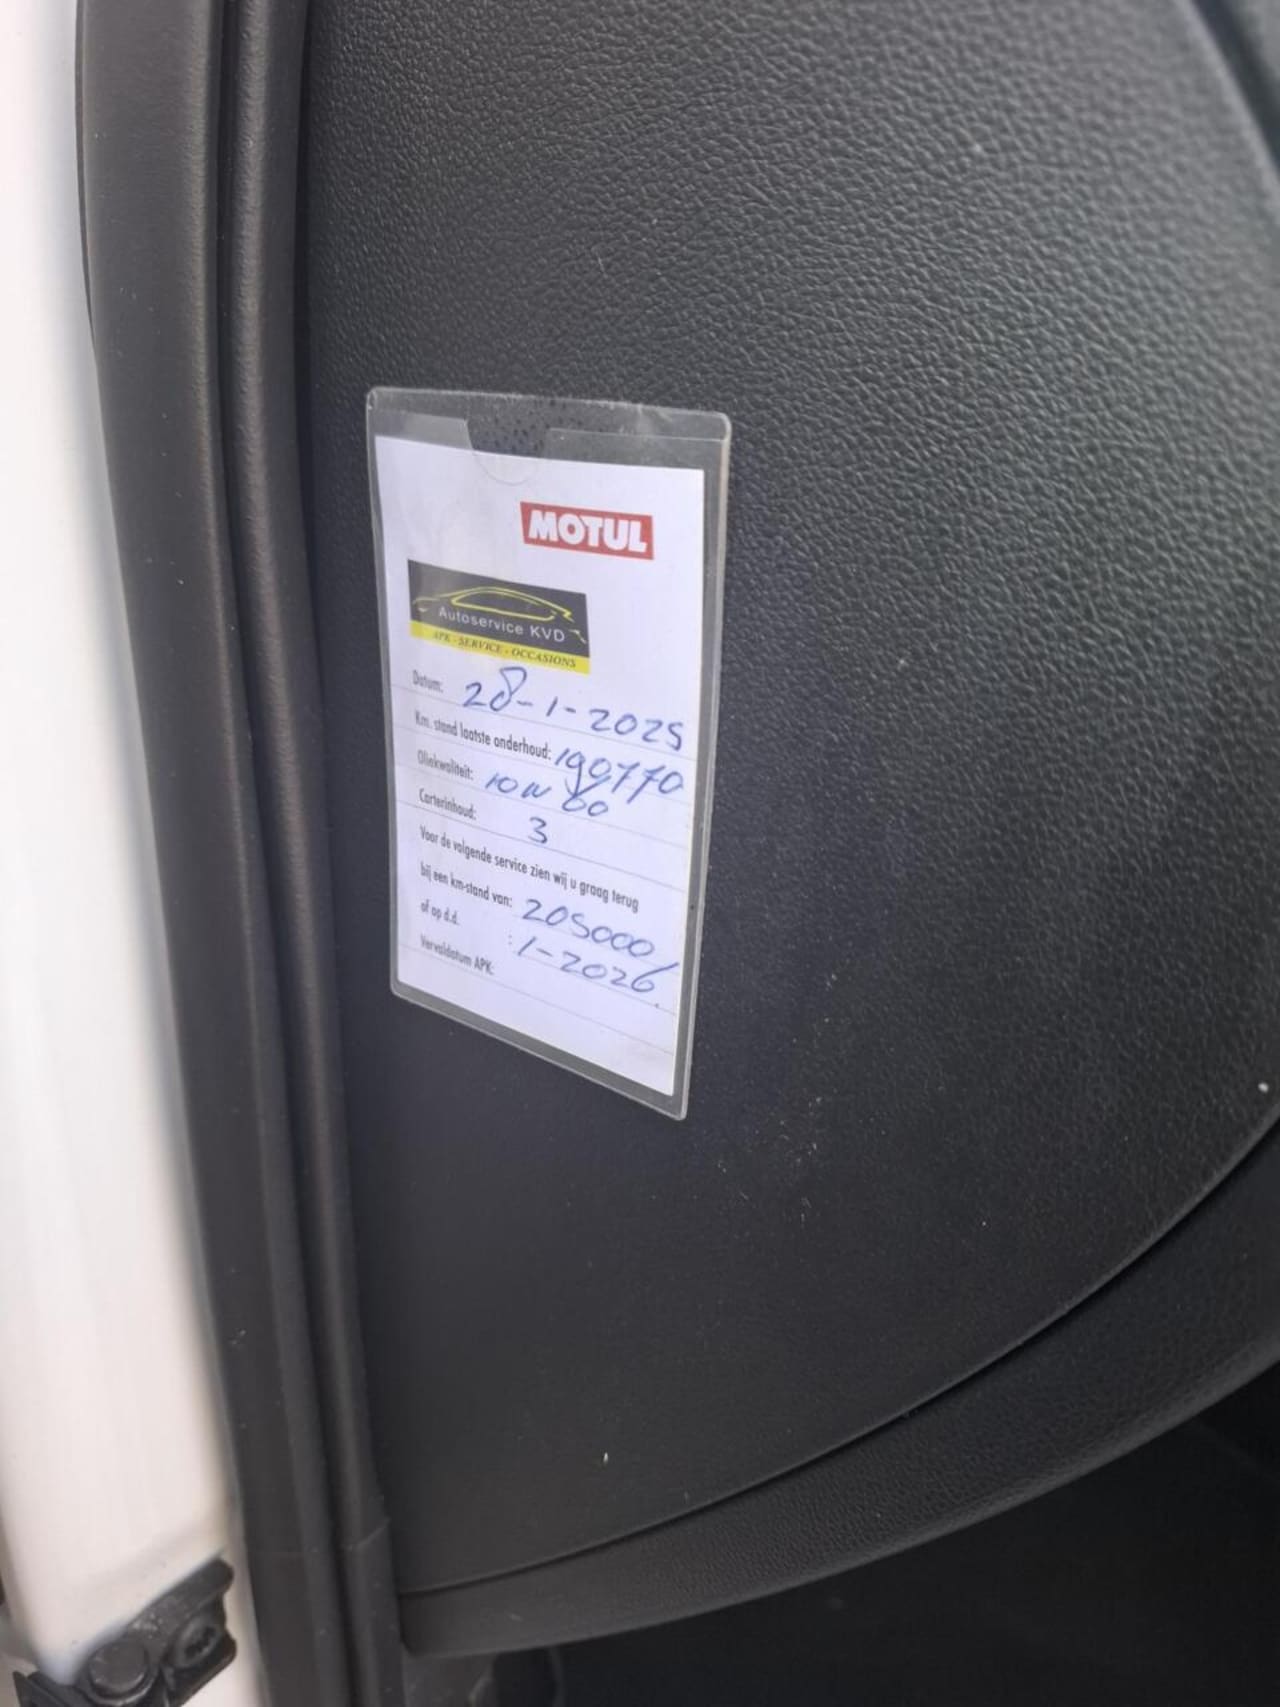 MOTUL
Autoservice KVD
APK - SERVICE - OCCASIONS
Datum: 28-1-2025
Km. stand laatste onderhoud: 190770
Oliekwaliteit: 10W60
Carterinhoud: 3
Voor de volgende service zien wij u graag terug
bij een km-stand van: 205000/
of op d.d. : 1-2026.
Vervaldatum APK: